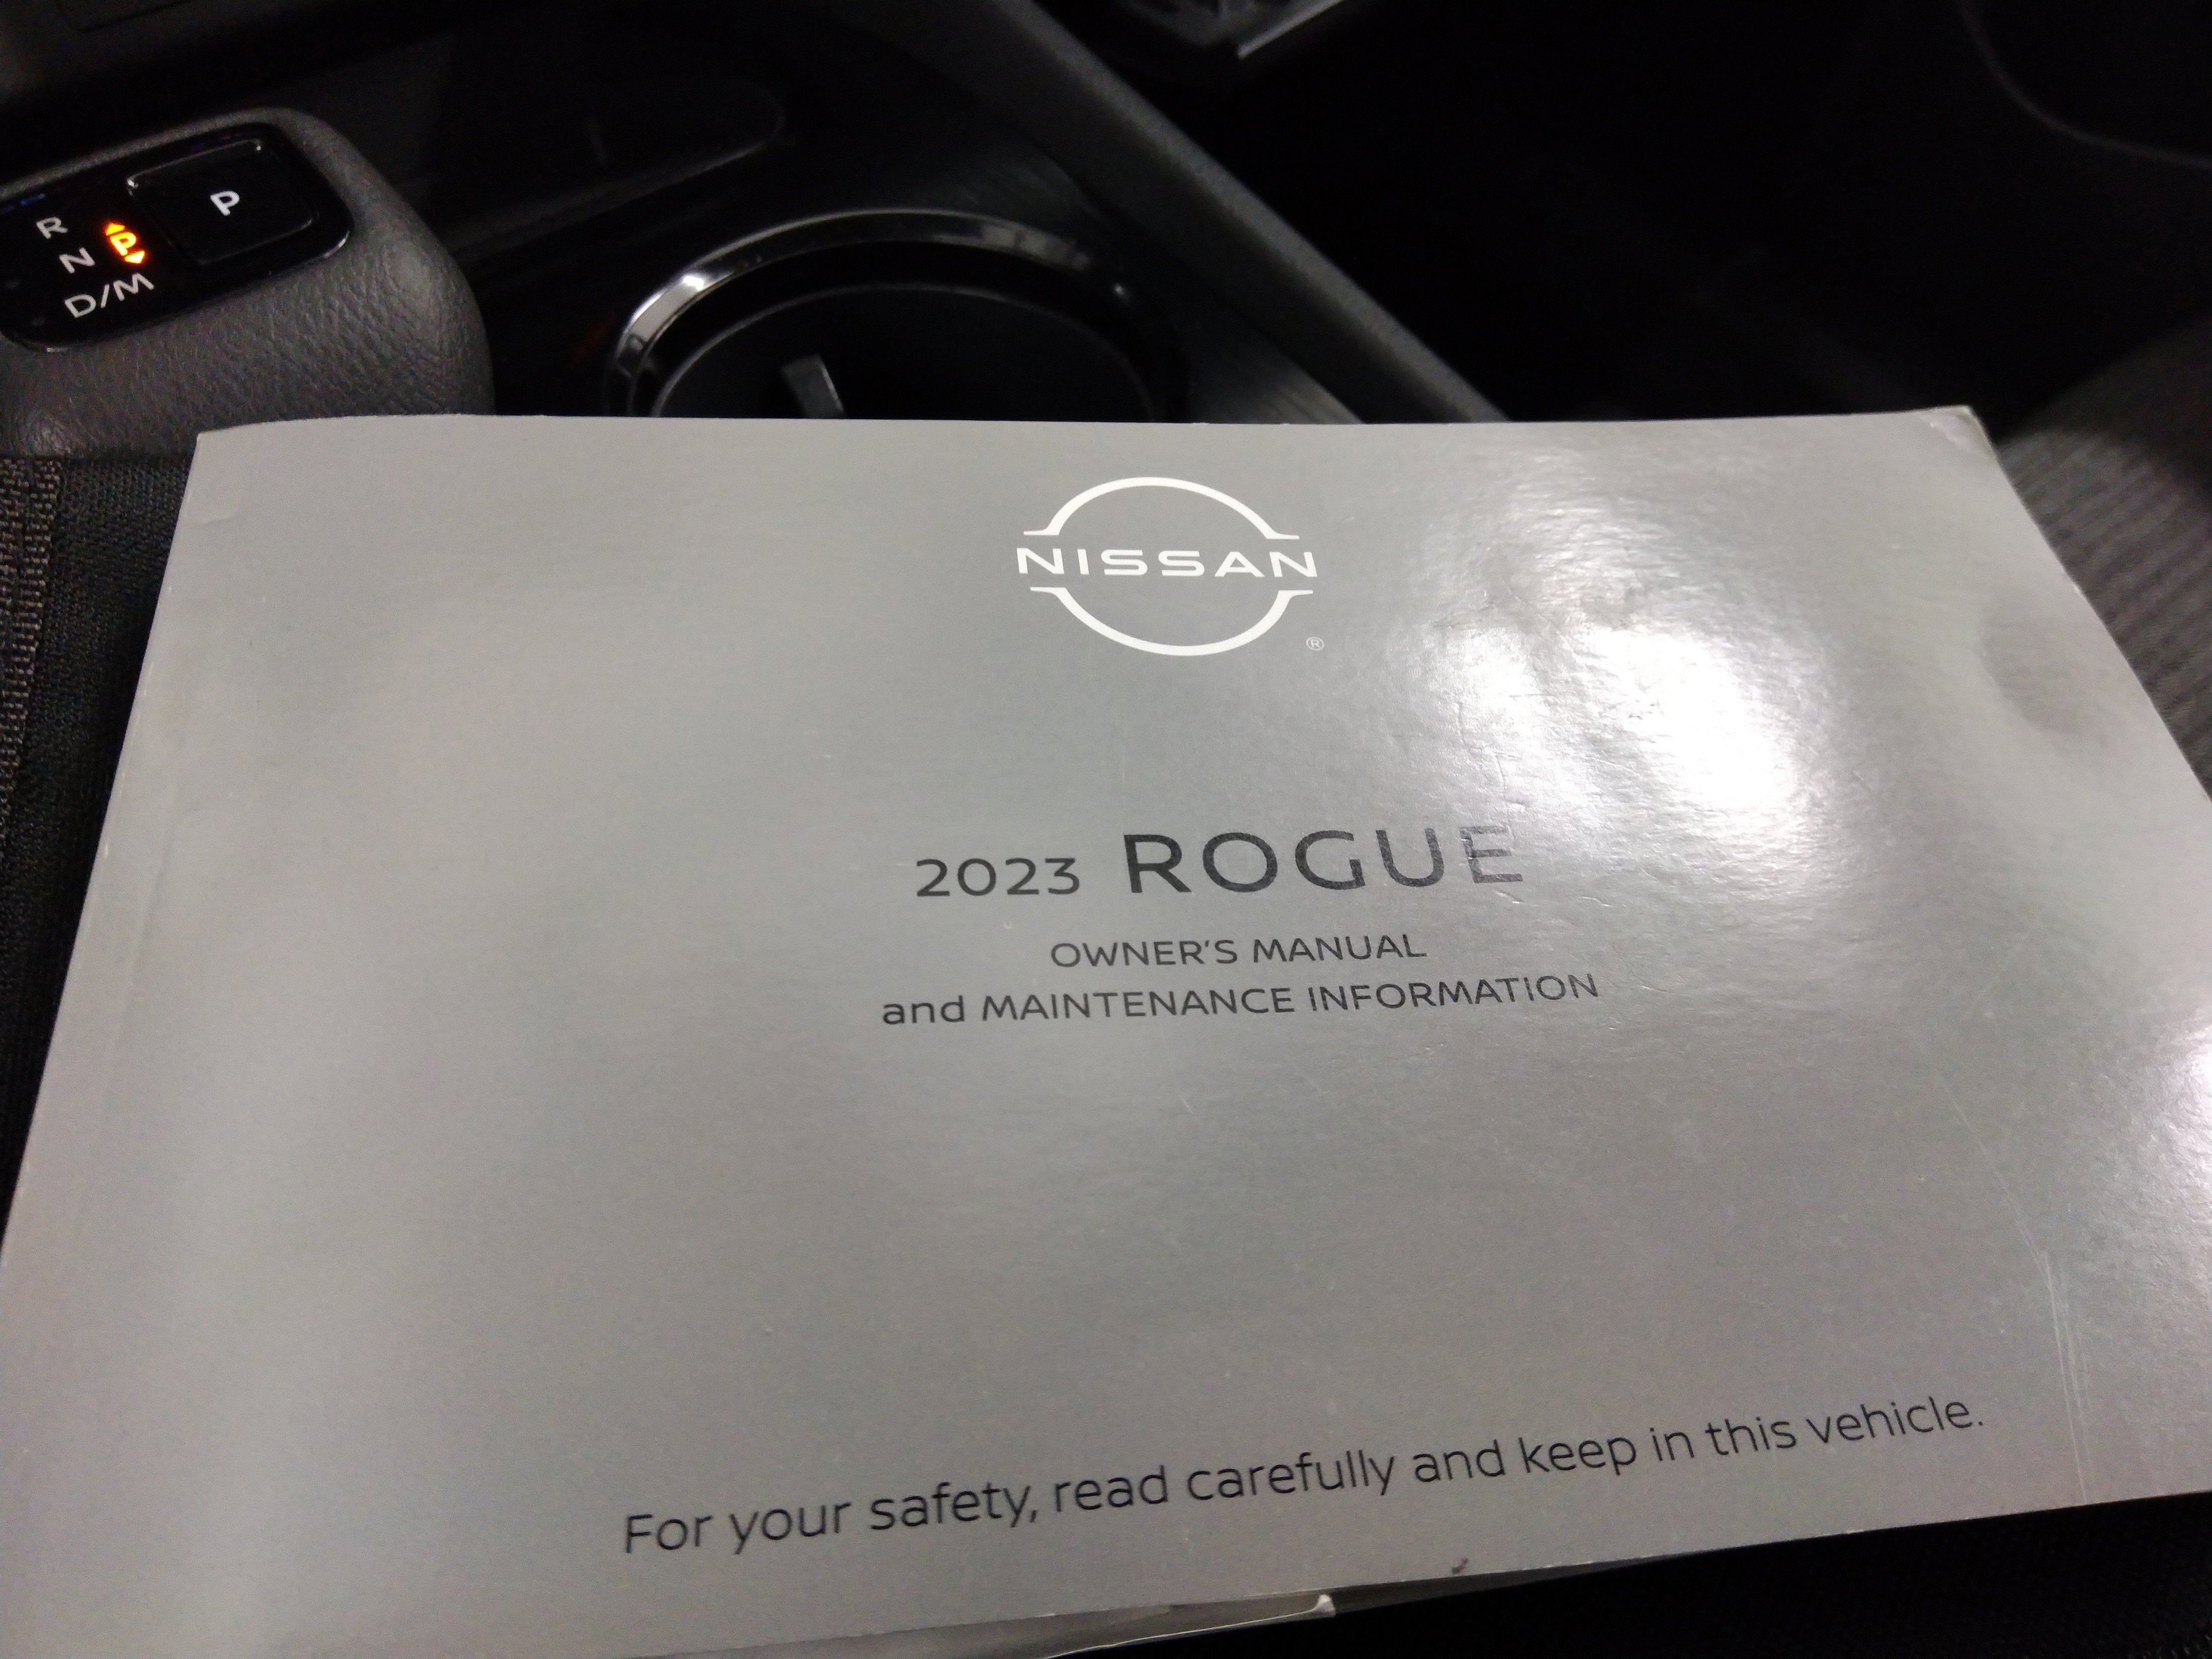 P
R P
N
D/M
NISSAN
®
2023 ROGUE
OWNER'S MANUAL
and MAINTENANCE INFORMATION
For your safety, read carefully and keep in this vehicle.